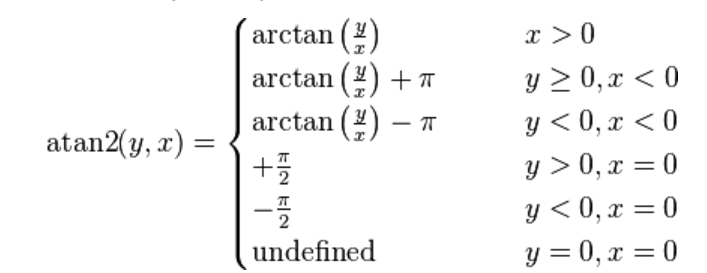 arctan(y/x) x > 0
arctan(y/x) + π y ≥ 0, x < 0
arctan(y/x) − π y < 0, x < 0
atan2(y, x) =
+π/2 y > 0, x = 0
−π/2 y < 0, x = 0
undefined y = 0, x = 0